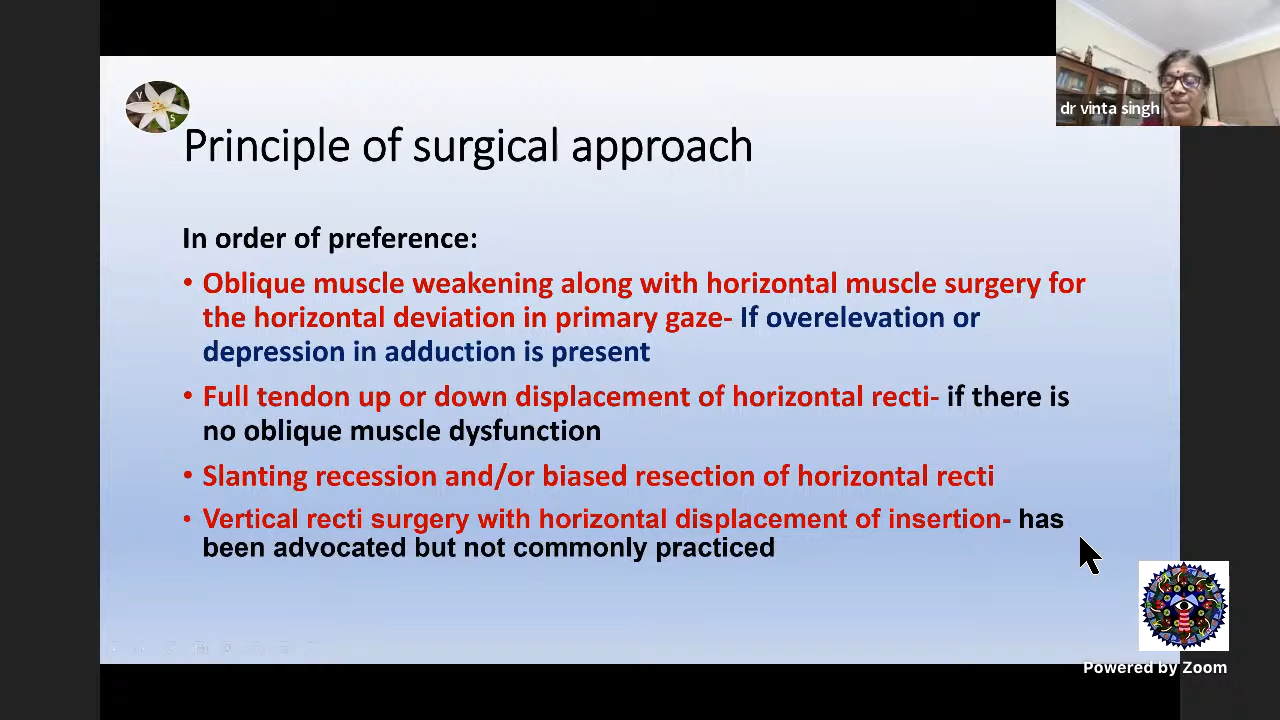 dr vinta singh
V
S
Principle of surgical approach
In order of preference:
• Oblique muscle weakening along with horizontal muscle surgery for
the horizontal deviation in primary gaze- If overelevation or
depression in adduction is present
• Full tendon up or down displacement of horizontal recti- if there is
no oblique muscle dysfunction
• Slanting recession and/or biased resection of horizontal recti
• Vertical recti surgery with horizontal displacement of insertion- has
been advocated but not commonly practiced
Powered by Zoom